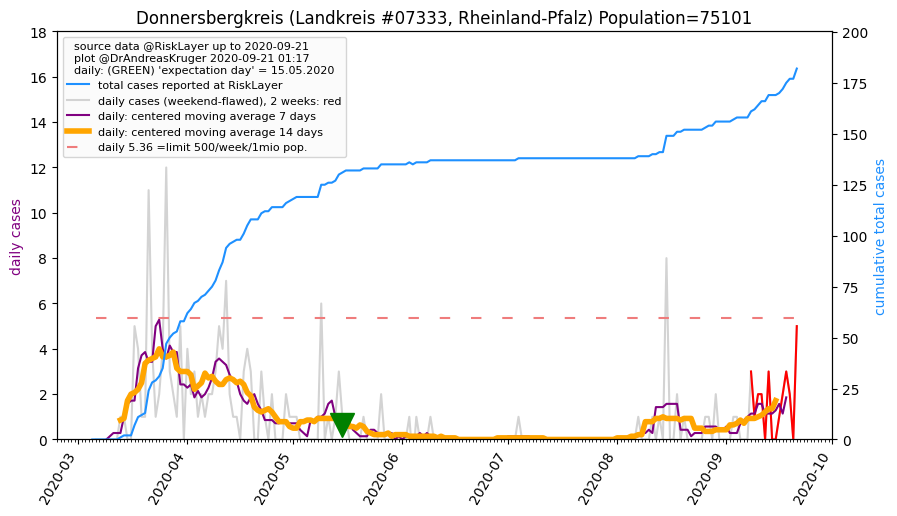 Donnersbergkreis (Landkreis #07333, Rheinland-Pfalz) Population=75101
source data @RiskLayer up to 2020-09-21
plot @DrAndreasKruger 2020-09-21 01:17
daily: (GREEN) 'expectation day' = 15.05.2020
total cases reported at RiskLayer
daily cases (weekend-flawed), 2 weeks: red
daily: centered moving average 7 days
daily: centered moving average 14 days
daily 5.36 =limit 500/week/1mio pop.
daily cases
18
16
14
12
10
8
6
4
2
0
cumulative total cases
200
175
150
125
100
75
50
25
0
2020-03
2020-04
2020-05
2020-06
2020-07
2020-08
2020-09
2020-10